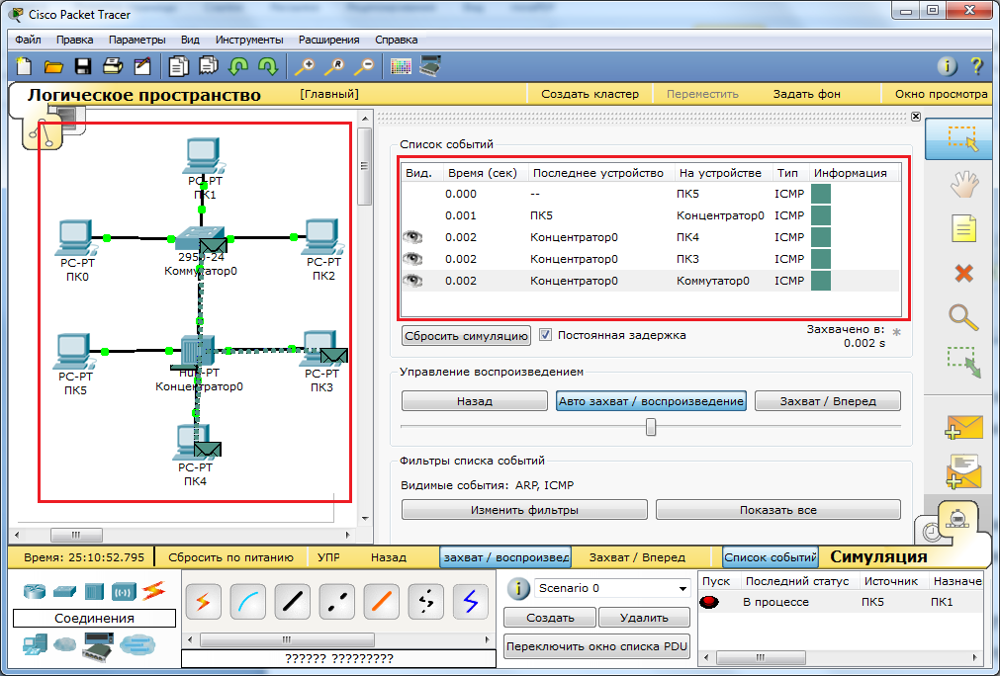 Cisco Packet Tracer
Файл Правка Параметры Вид Инструменты Расширения Справка
Логическое пространство [Главный] Создать кластер Переместить Задать фон Окно просмотра
PC-PT
ПК1
PC-PT
ПК0
2950-24
Коммутатор0
PC-PT
ПК2
PC-PT
ПК5
Hub-PT
Концентратор0
PC-PT
ПК3
PC-PT
ПК4
Список событий
Вид. Время (сек) Последнее устройство На устройстве Тип Информация
0.000 -- ПК5 ICMP
0.001 ПК5 Концентратор0 ICMP
0.002 Концентратор0 ПК4 ICMP
0.002 Концентратор0 ПК3 ICMP
0.002 Концентратор0 Коммутатор0 ICMP
Сбросить симуляцию Постоянная задержка Захвачено в: *
0.002 s
Управление воспроизведением
Назад Авто захват / воспроизведение Захват / Вперед
Фильтры списка событий
Видимые события: ARP, ICMP
Изменить фильтры Показать все
Время: 25:10:52.795 Сбросить по питанию УПР Назад захват / воспроизвед Захват / Вперед Список событий Симуляция
Соединения
?????? ?????????
Scenario 0
Создать Удалить
Переключить окно списка PDU
Пуск Последний статус Источник Назначе
В процессе ПК5 ПК1